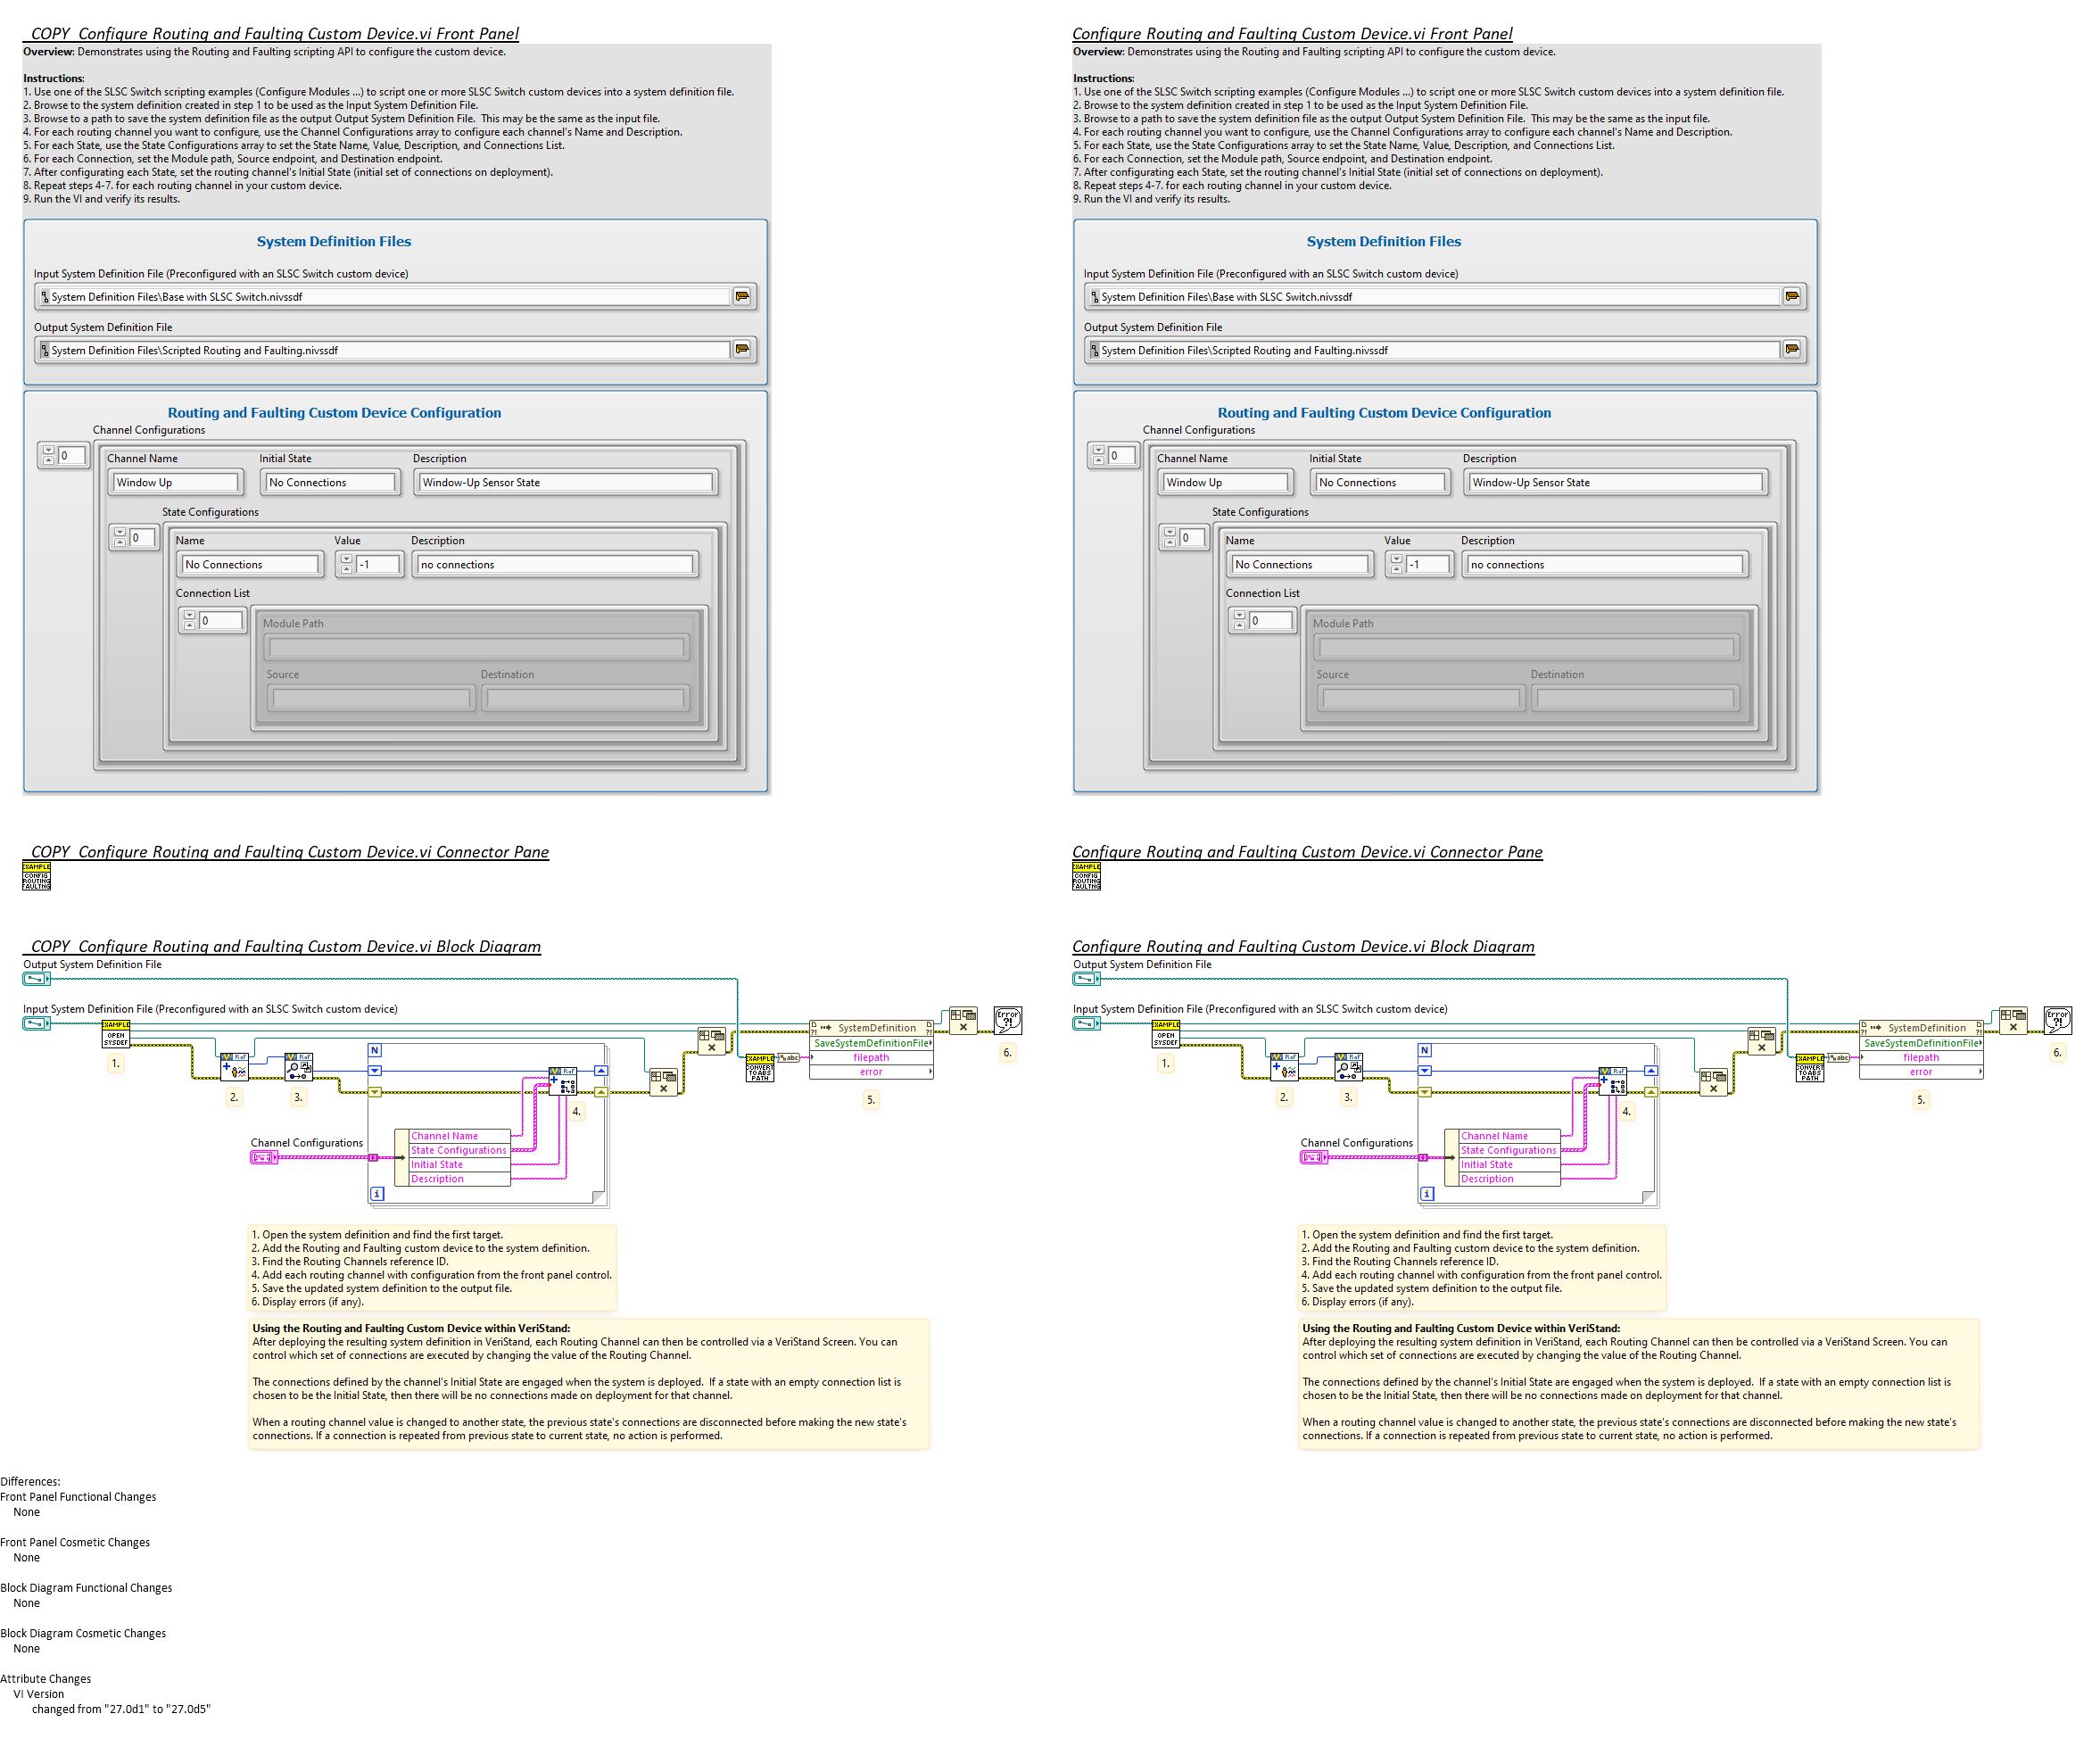 _COPY_Configure Routing and Faulting Custom Device.vi Front Panel
Overview: Demonstrates using the Routing and Faulting scripting API to configure the custom device.
Instructions:
1. Use one of the SLSC Switch scripting examples (Configure Modules ...) to script one or more SLSC Switch custom devices into a system definition file.
2. Browse to the system definition created in step 1 to be used as the Input System Definition File.
3. Browse to a path to save the system definition file as the output Output System Definition File.  This may be the same as the input file.
4. For each routing channel you want to configure, use the Channel Configurations array to configure each channel's Name and Description.
5. For each State, use the State Configurations array to set the State Name, Value, Description, and Connections List.
6. For each Connection, set the Module path, Source endpoint, and Destination endpoint.
7. After configurating each State, set the routing channel's Initial State (initial set of connections on deployment).
8. Repeat steps 4-7. for each routing channel in your custom device.
9. Run the VI and verify its results.
System Definition Files
Input System Definition File (Preconfigured with an SLSC Switch custom device)
System Definition Files\Base with SLSC Switch.nivssdf
Output System Definition File
System Definition Files\Scripted Routing and Faulting.nivssdf
Routing and Faulting Custom Device Configuration
Channel Configurations
0
Channel Name Initial State Description
Window Up No Connections Window-Up Sensor State
State Configurations
0
Name Value Description
No Connections -1 no connections
Connection List
0
Module Path
Source Destination
Configure Routing and Faulting Custom Device.vi Front Panel
Overview: Demonstrates using the Routing and Faulting scripting API to configure the custom device.
Instructions:
1. Use one of the SLSC Switch scripting examples (Configure Modules ...) to script one or more SLSC Switch custom devices into a system definition file.
2. Browse to the system definition created in step 1 to be used as the Input System Definition File.
3. Browse to a path to save the system definition file as the output Output System Definition File.  This may be the same as the input file.
4. For each routing channel you want to configure, use the Channel Configurations array to configure each channel's Name and Description.
5. For each State, use the State Configurations array to set the State Name, Value, Description, and Connections List.
6. For each Connection, set the Module path, Source endpoint, and Destination endpoint.
7. After configurating each State, set the routing channel's Initial State (initial set of connections on deployment).
8. Repeat steps 4-7. for each routing channel in your custom device.
9. Run the VI and verify its results.
System Definition Files
Input System Definition File (Preconfigured with an SLSC Switch custom device)
System Definition Files\Base with SLSC Switch.nivssdf
Output System Definition File
System Definition Files\Scripted Routing and Faulting.nivssdf
Routing and Faulting Custom Device Configuration
Channel Configurations
0
Channel Name Initial State Description
Window Up No Connections Window-Up Sensor State
State Configurations
0
Name Value Description
No Connections -1 no connections
Connection List
0
Module Path
Source Destination
_COPY_Configure Routing and Faulting Custom Device.vi Connector Pane
EXAMPLE
CONFIG
ROUTING
FAULTNG
Configure Routing and Faulting Custom Device.vi Connector Pane
EXAMPLE
CONFIG
ROUTING
FAULTNG
_COPY_Configure Routing and Faulting Custom Device.vi Block Diagram
Output System Definition File
Input System Definition File (Preconfigured with an SLSC Switch custom device)
EXAMPLE
OPEN
SYSDEF
1.
Ref
2.
Ref
3.
N
Ref
4.
Channel Configurations
Channel Name
State Configurations
Initial State
Description
i
EXAMPLE
CONVERT
TO ABS
PATH
abc
SystemDefinition
SaveSystemDefinitionFile
filepath
error
5.
Error
?!
6.
1. Open the system definition and find the first target.
2. Add the Routing and Faulting custom device to the system definition.
3. Find the Routing Channels reference ID.
4. Add each routing channel with configuration from the front panel control.
5. Save the updated system definition to the output file.
6. Display errors (if any).
Using the Routing and Faulting Custom Device within VeriStand:
After deploying the resulting system definition in VeriStand, each Routing Channel can then be controlled via a VeriStand Screen. You can
control which set of connections are executed by changing the value of the Routing Channel.
The connections defined by the channel's Initial State are engaged when the system is deployed.  If a state with an empty connection list is
chosen to be the Initial State, then there will be no connections made on deployment for that channel.
When a routing channel value is changed to another state, the previous state's connections are disconnected before making the new state's
connections. If a connection is repeated from previous state to current state, no action is performed.
Configure Routing and Faulting Custom Device.vi Block Diagram
Output System Definition File
Input System Definition File (Preconfigured with an SLSC Switch custom device)
EXAMPLE
OPEN
SYSDEF
1.
Ref
2.
Ref
3.
N
Ref
4.
Channel Configurations
Channel Name
State Configurations
Initial State
Description
i
EXAMPLE
CONVERT
TO ABS
PATH
abc
SystemDefinition
SaveSystemDefinitionFile
filepath
error
5.
Error
?!
6.
1. Open the system definition and find the first target.
2. Add the Routing and Faulting custom device to the system definition.
3. Find the Routing Channels reference ID.
4. Add each routing channel with configuration from the front panel control.
5. Save the updated system definition to the output file.
6. Display errors (if any).
Using the Routing and Faulting Custom Device within VeriStand:
After deploying the resulting system definition in VeriStand, each Routing Channel can then be controlled via a VeriStand Screen. You can
control which set of connections are executed by changing the value of the Routing Channel.
The connections defined by the channel's Initial State are engaged when the system is deployed.  If a state with an empty connection list is
chosen to be the Initial State, then there will be no connections made on deployment for that channel.
When a routing channel value is changed to another state, the previous state's connections are disconnected before making the new state's
connections. If a connection is repeated from previous state to current state, no action is performed.
Differences:
Front Panel Functional Changes
None
Front Panel Cosmetic Changes
None
Block Diagram Functional Changes
None
Block Diagram Cosmetic Changes
None
Attribute Changes
VI Version
changed from "27.0d1" to "27.0d5"